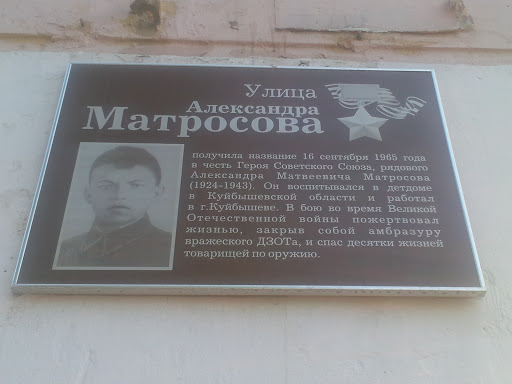 Улица
Александра
Матросова
получила название 16 сентября 1965 года
в честь Героя Советского Союза, рядового
Александра Матвеевича Матросова
(1924-1943). Он воспитывался в детдоме
в Куйбышевской области и работал
в г.Куйбышеве. В бою во время Великой
Отечественной войны пожертвовал
жизнью, закрыв собой амбразуру
вражеского ДЗОТа, и спас десятки жизней
товарищей по оружию.